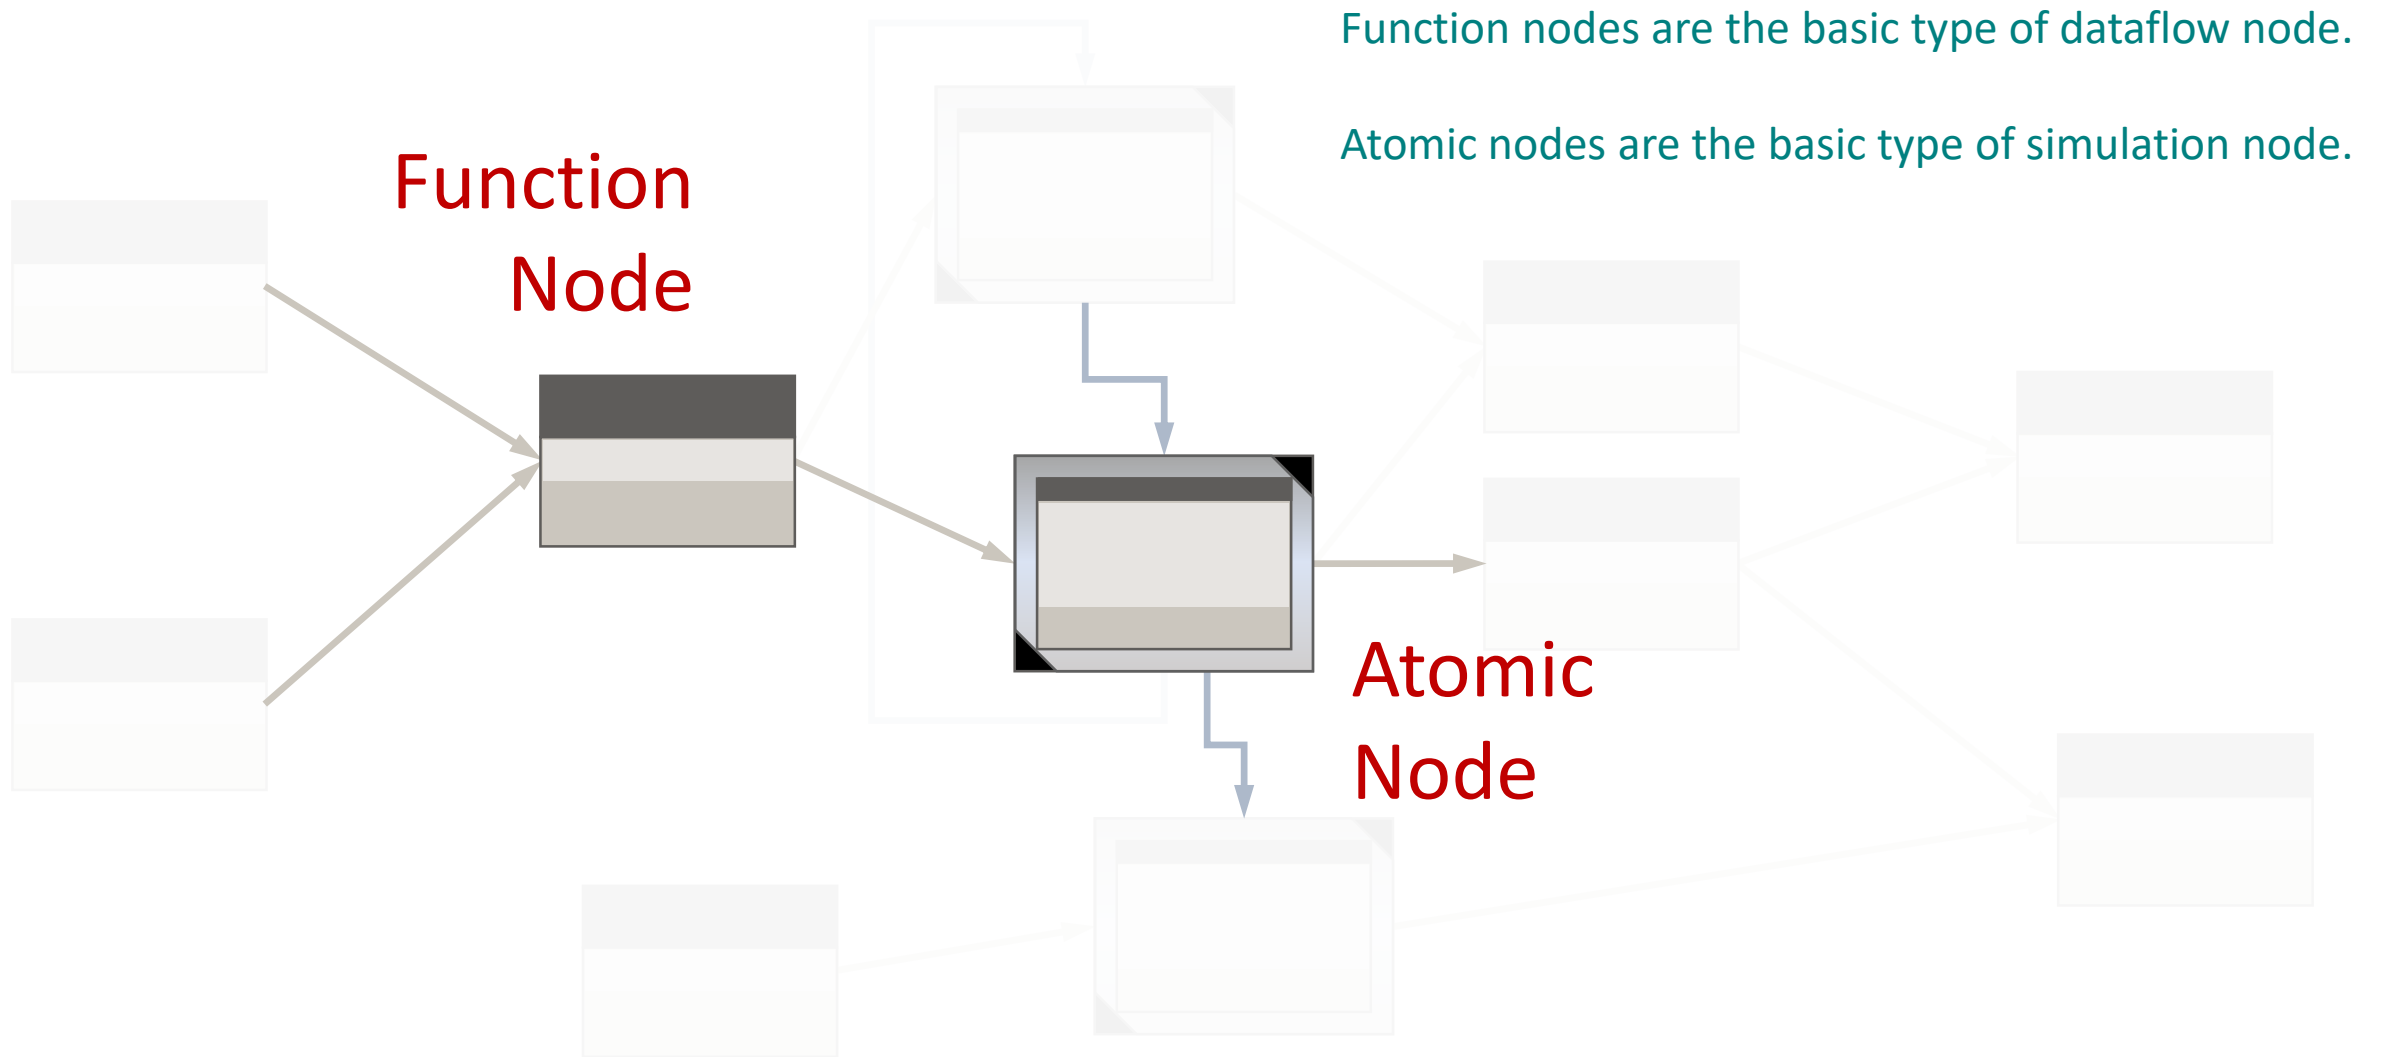 Function nodes are the basic type of dataflow node.
Atomic nodes are the basic type of simulation node.
Function
Node
Atomic
Node